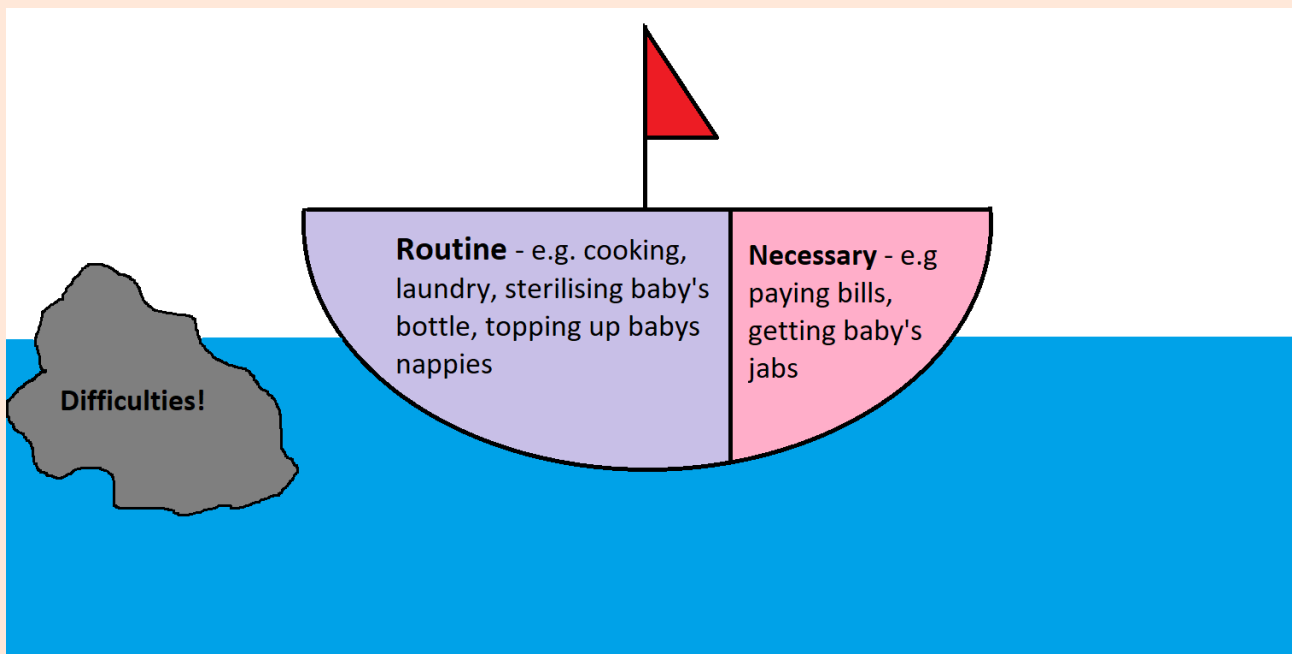 Routine - e.g. cooking,
laundry, sterilising baby's
bottle, topping up babys
nappies
Necessary - e.g
paying bills,
getting baby's
jabs
Difficulties!